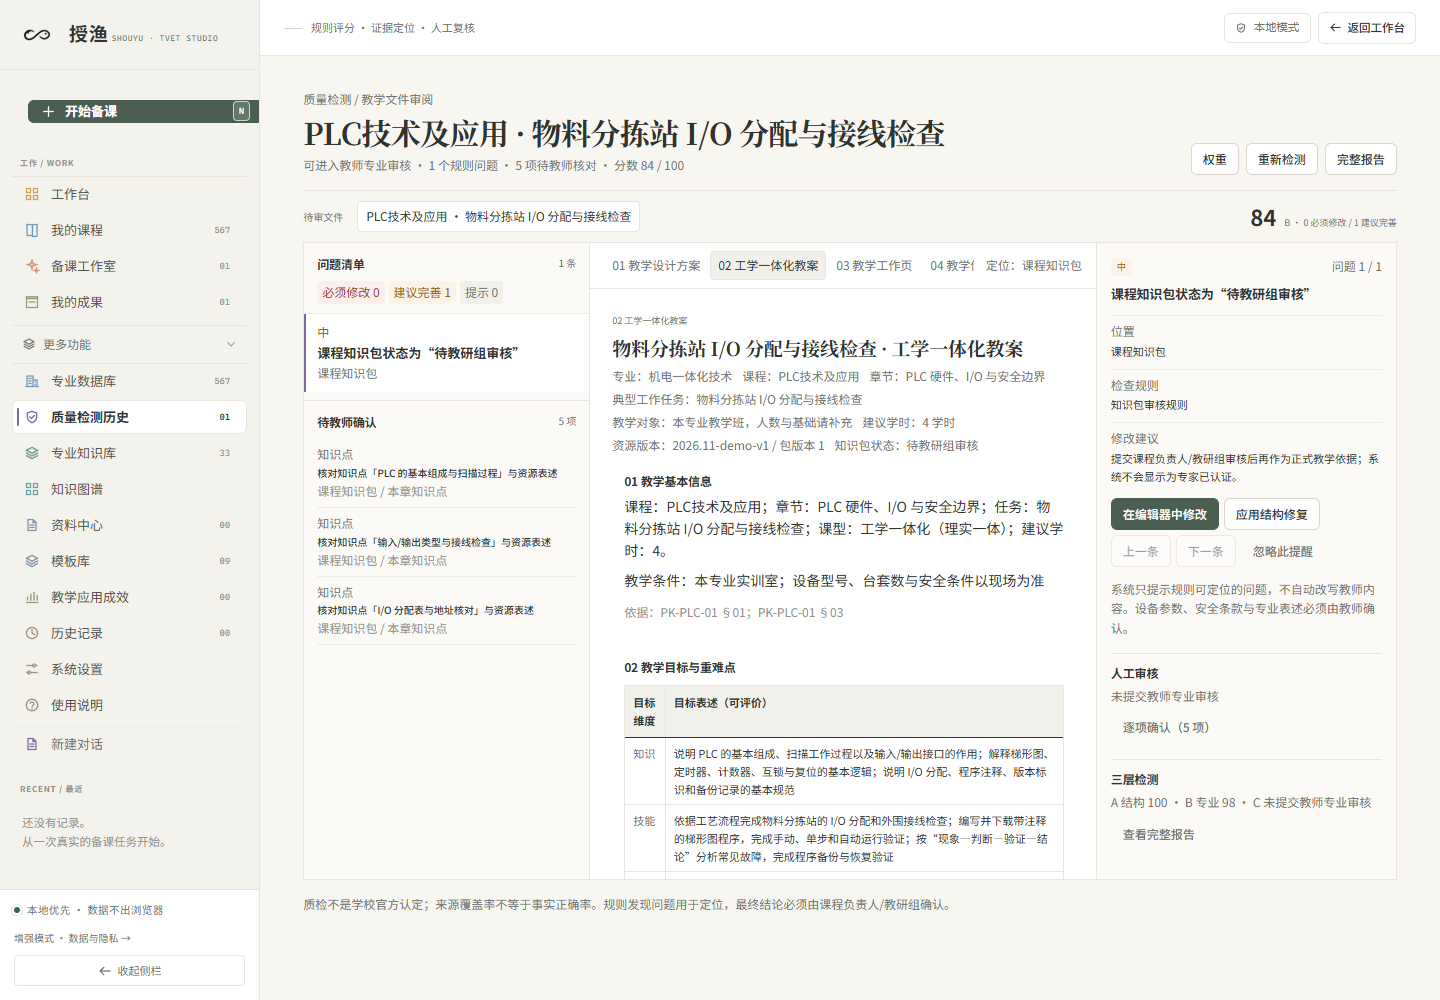 授渔 SHOUYU · TVET STUDIO
开始备课 N
工作 / WORK
工作台
我的课程 567
备课工作室 01
我的成果 01
更多功能
专业数据库 567
质量检测历史 01
专业知识库 33
知识图谱
资料中心 00
模板库 09
教学应用成效 00
历史记录 00
系统设置
使用说明
新建对话
RECENT / 最近
还没有记录。
从一次真实的备课任务开始。
本地优先 · 数据不出浏览器
增强模式 · 数据与隐私 →
← 收起侧栏
规则评分 · 证据定位 · 人工复核
本地模式
← 返回工作台
质量检测 / 教学文件审阅
PLC技术及应用 · 物料分拣站 I/O 分配与接线检查
可进入教师专业审核 · 1 个规则问题 · 5 项待教师核对 · 分数 84 / 100
权重
重新检测
完整报告
待审文件
PLC技术及应用 · 物料分拣站 I/O 分配与接线检查
84 B · 0 必须修改 / 1 建议完善
问题清单 1 条
必须修改 0 建议完善 1 提示 0
中
课程知识包状态为“待教研组审核”
课程知识包
待教师确认 5 项
知识点
核对知识点「PLC 的基本组成与扫描过程」与资源表述
课程知识包 / 本章知识点
知识点
核对知识点「输入/输出类型与接线检查」与资源表述
课程知识包 / 本章知识点
知识点
核对知识点「I/O 分配表与地址核对」与资源表述
课程知识包 / 本章知识点
01 教学设计方案 02 工学一体化教案 03 教学工作页 04 教学 定位：课程知识包
02 工学一体化教案
物料分拣站 I/O 分配与接线检查 · 工学一体化教案
专业：机电一体化技术 课程：PLC技术及应用 章节：PLC 硬件、I/O 与安全边界
典型工作任务：物料分拣站 I/O 分配与接线检查
教学对象：本专业教学班，人数与基础请补充 建议学时：4 学时
资源版本：2026.11-demo-v1 / 包版本 1 知识包状态：待教研组审核
01 教学基本信息
课程：PLC技术及应用；章节：PLC 硬件、I/O 与安全边界；任务：物
料分拣站 I/O 分配与接线检查；课型：工学一体化（理实一体）；建议学
时：4。
教学条件：本专业实训室；设备型号、台套数与安全条件以现场为准
依据：PK-PLC-01 §01；PK-PLC-01 §03
02 教学目标与重难点
目标
维度
目标表述（可评价）
知识
说明 PLC 的基本组成、扫描工作过程以及输入/输出接口的作用；解释梯形图、
定时器、计数器、互锁与复位的基本逻辑；说明 I/O 分配、程序注释、版本标
识和备份记录的基本规范
技能
依据工艺流程完成物料分拣站的 I/O 分配和外围接线检查；编写并下载带注释
的梯形图程序，完成手动、单步和自动运行验证；按“现象—判断—验证—结
论”分析常见故障，完成程序备份与恢复验证
中 问题 1 / 1
课程知识包状态为“待教研组审核”
位置
课程知识包
检查规则
知识包审核规则
修改建议
提交课程负责人/教研组审核后再作为正式教学依据；系
统不会显示为专家已认证。
在编辑器中修改 应用结构修复
上一条 下一条 忽略此提醒
系统只提示规则可定位的问题，不自动改写教师内
容。设备参数、安全条款与专业表述必须由教师确
认。
人工审核
未提交教师专业审核
逐项确认（5 项）
三层检测
A 结构 100 · B 专业 98 · C 未提交教师专业审核
查看完整报告
质检不是学校官方认定；来源覆盖率不等于事实正确率。规则发现问题用于定位，最终结论必须由课程负责人/教研组确认。